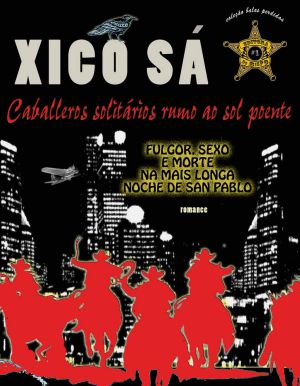 coleção balas perdidas
XICO SÁ
#1
Caballeros solitários rumo ao sol poente
FULGOR, SEXO
E MORTE
NA MAIS LONGA
NOCHE DE SAN PABLO
romance